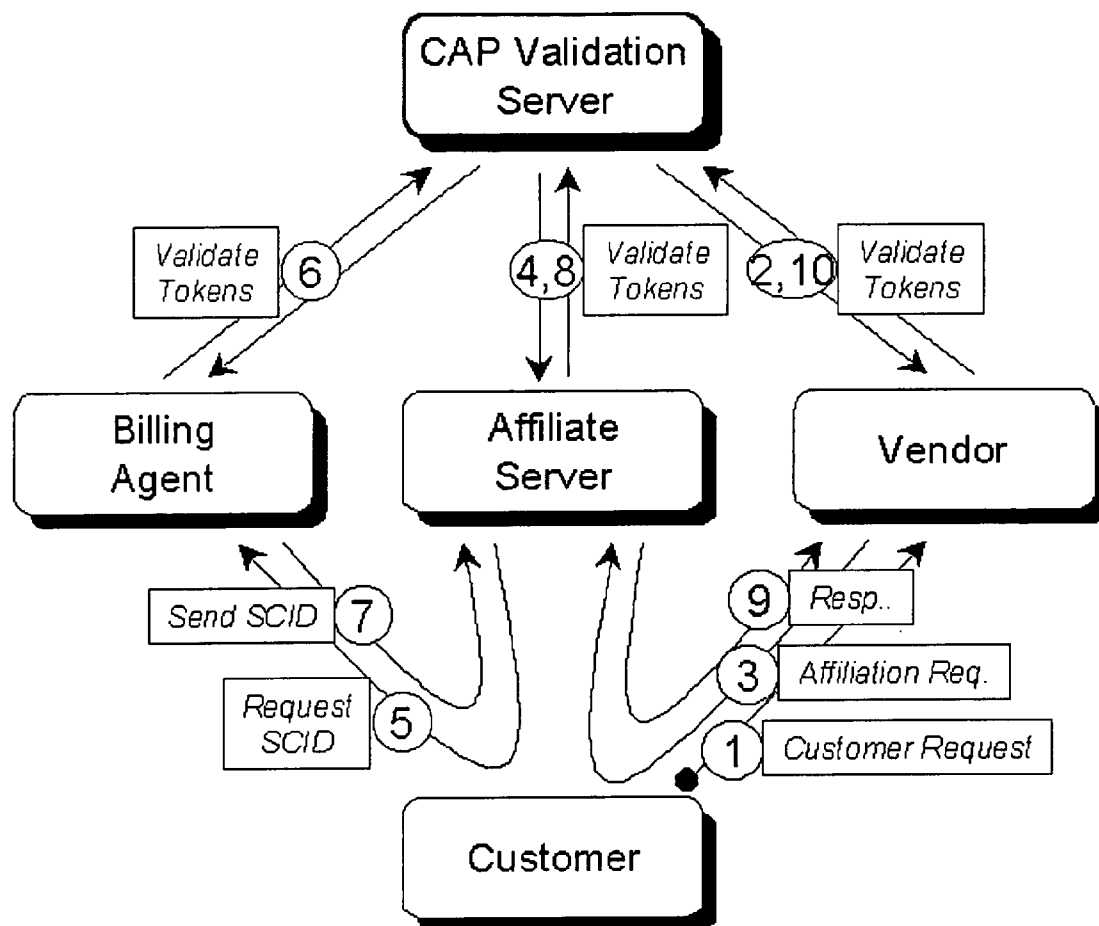 CAP Validation
Server
Validate
Tokens
6
4,8
Validate
Tokens
2,10
Validate
Tokens
Billing
Agent
Affiliate
Server
Vendor
Send SCID
7
9
Resp..
3
Affiliation Req.
Request
SCID
5
1
Customer Request
Customer